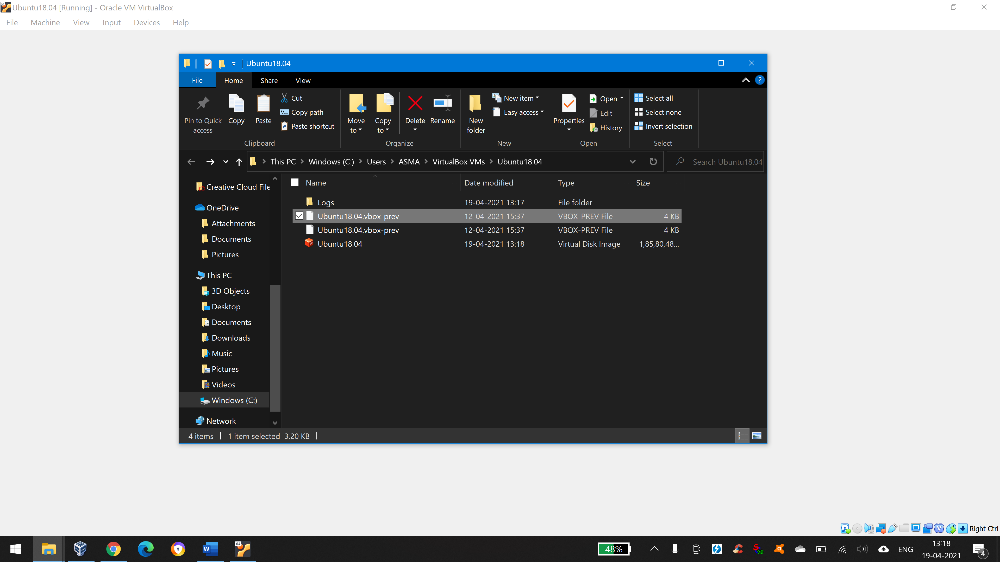 Ubuntu18.04 [Running] - Oracle VM VirtualBox
File Machine View Input Devices Help
Ubuntu18.04
File Home Share View
Pin to Quick access
Copy
Paste
Cut
Copy path
Paste shortcut
Clipboard
Move to
Copy to
Delete
Rename
Organize
New folder
New item
Easy access
New
Properties
Open
Edit
History
Open
Select all
Select none
Invert selection
Select
This PC Windows (C:) Users ASMA VirtualBox VMs Ubuntu18.04
Search Ubuntu18.04
Creative Cloud File
OneDrive
Attachments
Documents
Pictures
This PC
3D Objects
Desktop
Documents
Downloads
Music
Pictures
Videos
Windows (C:)
Network
Name Date modified Type Size
Logs 19-04-2021 13:17 File folder
Ubuntu18.04.vbox-prev 12-04-2021 15:37 VBOX-PREV File 4 KB
Ubuntu18.04.vbox-prev 12-04-2021 15:37 VBOX-PREV File 4 KB
Ubuntu18.04 19-04-2021 13:18 Virtual Disk Image 1,85,80,48...
4 items 1 item selected 3.20 KB
Right Ctrl
48%
ENG
13:18
19-04-2021
4